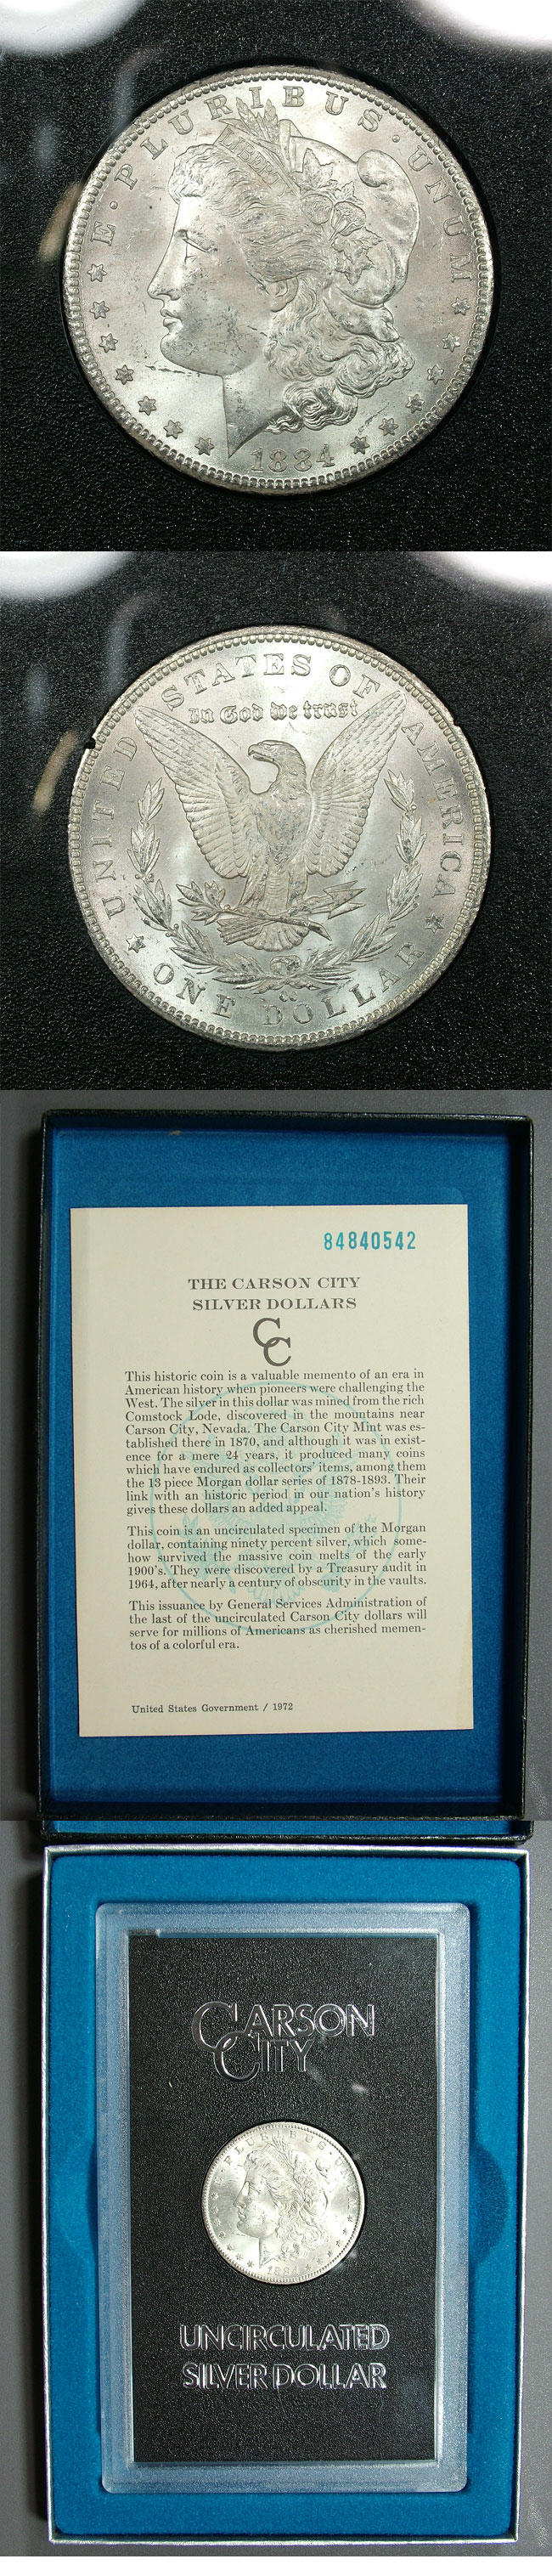 E·PLURIBUS·UNUM
LIBERTY
1884
UNITED STATES OF AMERICA
In God we trust
ONE DOLLAR
CC
84840542
THE CARSON CITY
SILVER DOLLARS
CC
This historic coin is a valuable memento of an era in
American history when pioneers were challenging the
West. The silver in this dollar was mined from the rich
Comstock Lode, discovered in the mountains near
Carson City, Nevada. The Carson City Mint was es-
tablished there in 1870, and although it was in exist-
ence for a mere 24 years, it produced many coins
which have endured as collectors' items, among them
the 13 piece Morgan dollar series of 1878-1893. Their
link with an historic period in our nation's history
gives these dollars an added appeal.
This coin is an uncirculated specimen of the Morgan
dollar, containing ninety percent silver, which some-
how survived the massive coin melts of the early
1900's. They were discovered by a Treasury audit in
1964, after nearly a century of obscurity in the vaults.
This issuance by General Services Administration of
the last of the uncirculated Carson City dollars will
serve for millions of Americans as cherished memen-
tos of a colorful era.
United States Government / 1972
CARSON
CITY
UNCIRCULATED
SILVER DOLLAR